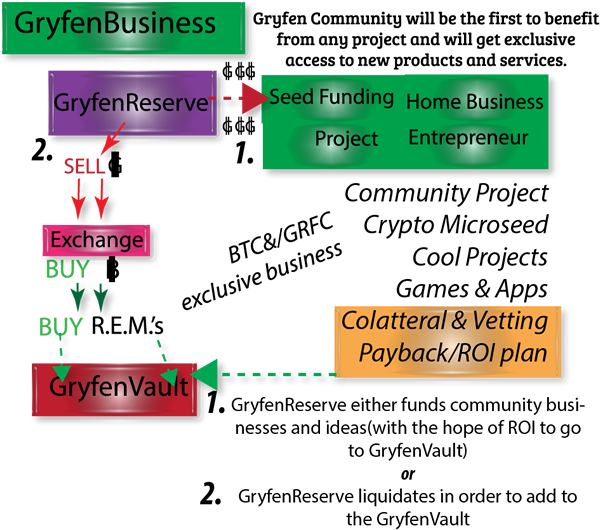 GryfenBusiness
Gryfen Community will be the first to benefit
from any project and will get exclusive
access to new products and services.
GryfenReserve
₲ ₲₲
₲ ₲₲
1.
Seed Funding
Home Business
Project
Entrepreneur
2.
SELL
Exchange
BUY
BUY R.E.M.'s
GryfenVault
BTC&/GRFC
exclusive business
Community Project
Crypto Microseed
Cool Projects
Games & Apps
Colatteral & Vetting
Payback/ROI plan
1. GryfenReserve either funds community busi-
nesses and ideas(with the hope of ROI to go
to GryfenVault)
or
2. GryfenReserve liquidates in order to add to
the GryfenVault